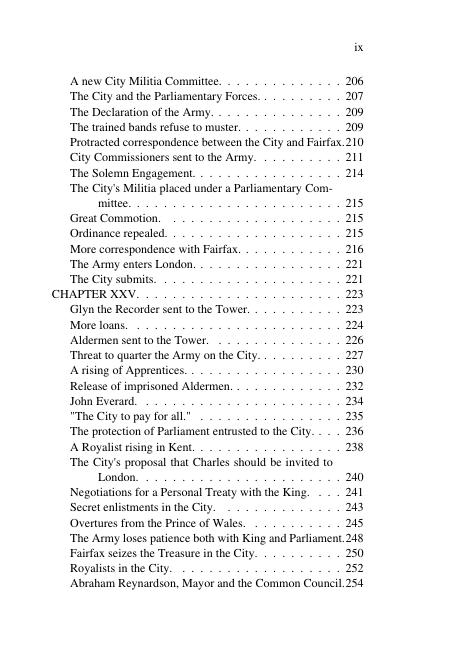 ix
A new City Militia Committee. . . . . . . . . . . . . . 206
The City and the Parliamentary Forces. . . . . . . . . . 207
The Declaration of the Army. . . . . . . . . . . . . . . 209
The trained bands refuse to muster. . . . . . . . . . . . 209
Protracted correspondence between the City and Fairfax.210
City Commissioners sent to the Army. . . . . . . . . . 211
The Solemn Engagement. . . . . . . . . . . . . . . . . 214
The City's Militia placed under a Parliamentary Com-
mittee. . . . . . . . . . . . . . . . . . . . . . . 215
Great Commotion. . . . . . . . . . . . . . . . . . . . 215
Ordinance repealed. . . . . . . . . . . . . . . . . . . 215
More correspondence with Fairfax. . . . . . . . . . . . 216
The Army enters London. . . . . . . . . . . . . . . . . 221
The City submits. . . . . . . . . . . . . . . . . . . . 221
CHAPTER XXV. . . . . . . . . . . . . . . . . . . . . . 223
Glyn the Recorder sent to the Tower. . . . . . . . . . . 223
More loans. . . . . . . . . . . . . . . . . . . . . . . 224
Aldermen sent to the Tower. . . . . . . . . . . . . . . 226
Threat to quarter the Army on the City. . . . . . . . . . 227
A rising of Apprentices. . . . . . . . . . . . . . . . . 230
Release of imprisoned Aldermen. . . . . . . . . . . . . 232
John Everard. . . . . . . . . . . . . . . . . . . . . . 234
"The City to pay for all." . . . . . . . . . . . . . . . 235
The protection of Parliament entrusted to the City. . . . 236
A Royalist rising in Kent. . . . . . . . . . . . . . . . 238
The City's proposal that Charles should be invited to
London. . . . . . . . . . . . . . . . . . . . . . . 240
Negotiations for a Personal Treaty with the King. . . . 241
Secret enlistments in the City. . . . . . . . . . . . . 243
Overtures from the Prince of Wales. . . . . . . . . . . 245
The Army loses patience both with King and Parliament.248
Fairfax seizes the Treasure in the City. . . . . . . . . 250
Royalists in the City. . . . . . . . . . . . . . . . . . 252
Abraham Reynardson, Mayor and the Common Council.254